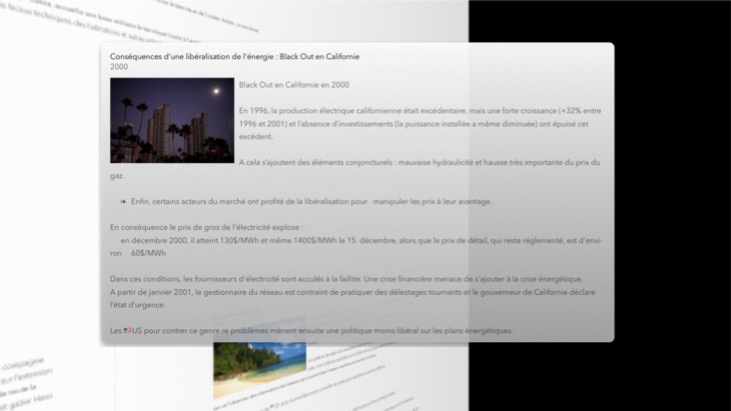 Conséquences d'une libéralisation de l'énergie : Black Out en Californie
2000
Black Out en Californie en 2000
En 1996, la production électrique californienne était excédentaire, mais une forte croissance (+32% entre
1996 et 2001) et l'absence d'investissements (la puissance installée a même diminuée) ont épuisé cet
excédent.
A cela s'ajoutent des éléments conjoncturels : mauvaise hydraulicité et hausse très importante du prix du
gaz.
❧ Enfin, certains acteurs du marché ont profité de la libéralisation pour manipuler les prix à leur avantage.
En conséquence le prix de gros de l'électricité explose :
en décembre 2000, il atteint 130$/MWh et même 1400$/MWh le 15 décembre, alors que le prix de détail, qui reste réglementé, est d'envi-
ron 60$/MWh
Dans ces conditions, les fournisseurs d'électricité sont acculés à la faillite. Une crise financière menace de s'ajouter à la crise énergétique.
A partir de janvier 2001, le gestionnaire du réseau est contraint de pratiquer des délestages tournants et le gouverneur de Californie déclare
l'état d'urgence.
Les 🇺🇸US pour contrer ce genre re problèmes mènent ensuite une politique moins libéral sur les plans énergétiques.